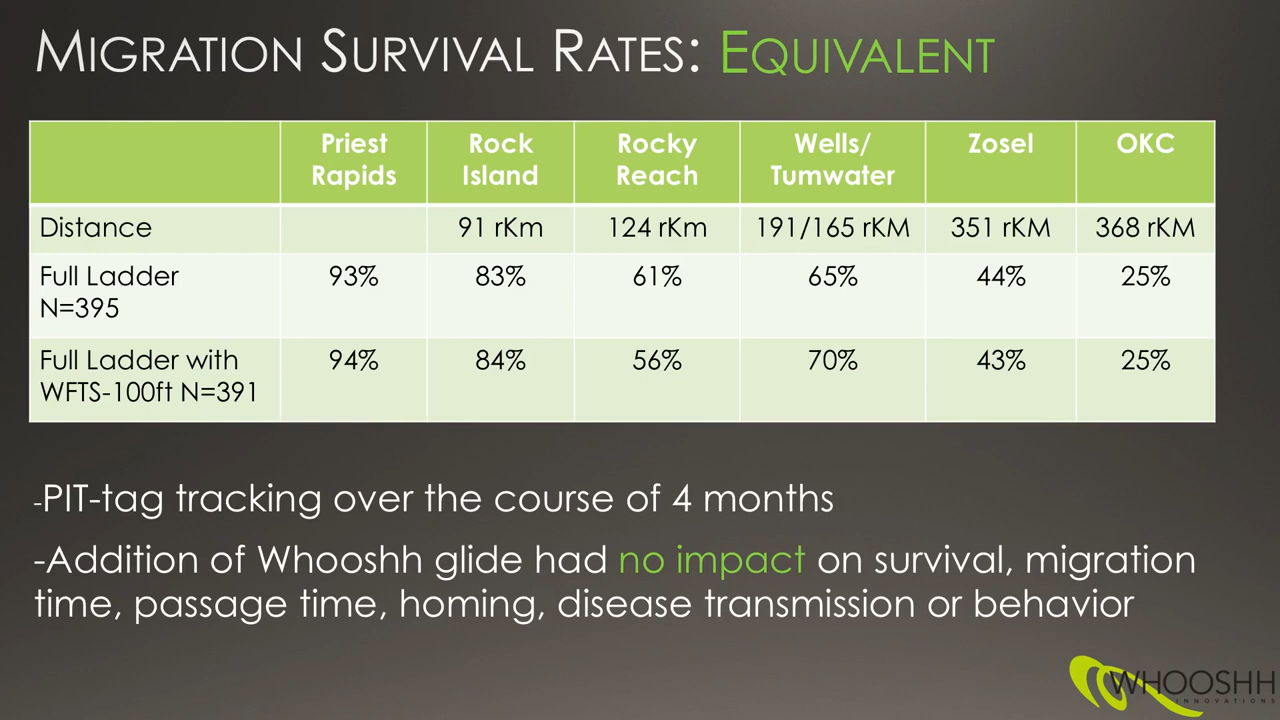 MIGRATION SURVIVAL RATES: EQUIVALENT
Priest Rapids Rock Island Rocky Reach Wells/ Tumwater Zosel OKC
Distance 91 rKm 124 rKm 191/165 rKM 351 rKM 368 rKM
Full Ladder N=395 93% 83% 61% 65% 44% 25%
Full Ladder with WFTS-100ft N=391 94% 84% 56% 70% 43% 25%
-PIT-tag tracking over the course of 4 months
-Addition of Whooshh glide had no impact on survival, migration
time, passage time, homing, disease transmission or behavior
WHOOSHH
INNOVATIONS